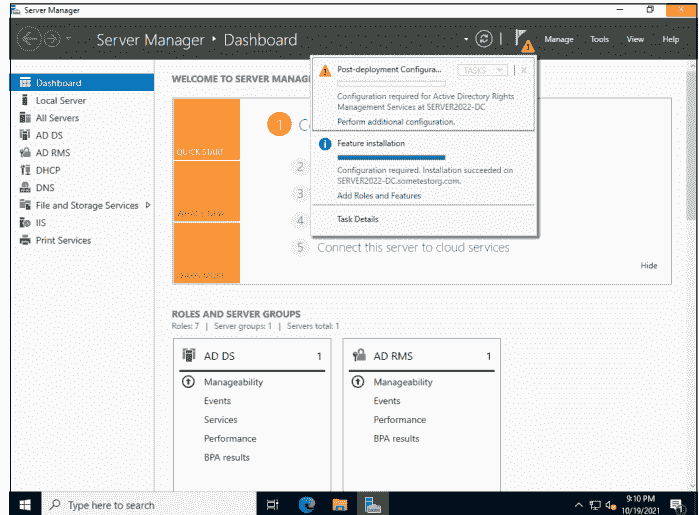 Server Manager
Server Manager • Dashboard
Manage Tools View Help
Dashboard
Local Server
All Servers
AD DS
AD RMS
DHCP
DNS
File and Storage Services
IIS
Print Services
WELCOME TO SERVER MANAG
QUICK START
1
2
3
4
5 Connect this server to cloud services
Hide
Post-deployment Configura... TASKS X
Configuration required for Active Directory Rights
Management Services at SERVER2022-DC
Perform additional configuration.
Feature installation
Configuration required. Installation succeeded on
SERVER2022-DC.sometestorg.com.
Add Roles and Features
Task Details
ROLES AND SERVER GROUPS
Roles: 7 | Server groups: 1 | Servers total: 1
AD DS 1
Manageability
Events
Services
Performance
BPA results
AD RMS 1
Manageability
Events
Performance
BPA results
Type here to search
9:10 PM
10/19/2021